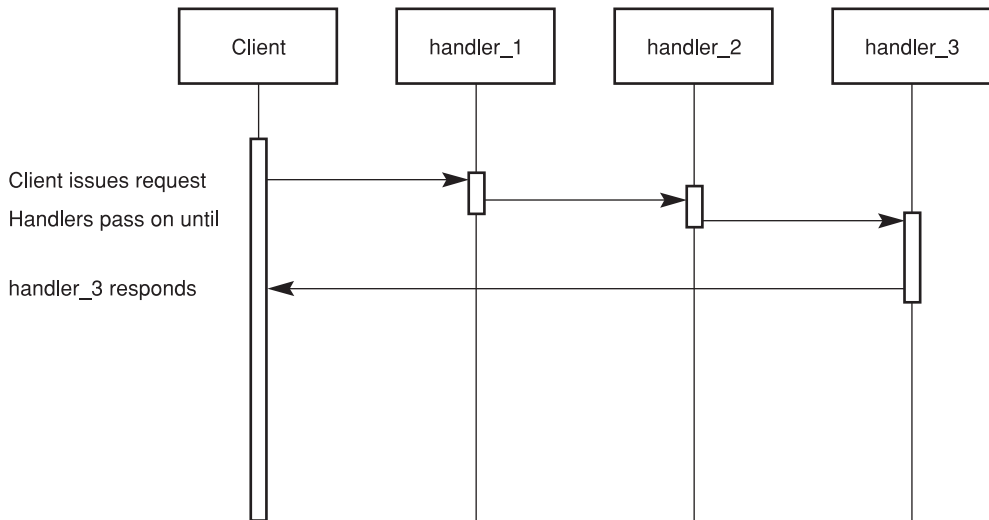 Client
handler_1
handler_2
handler_3
Client issues request
Handlers pass on until
handler_3 responds